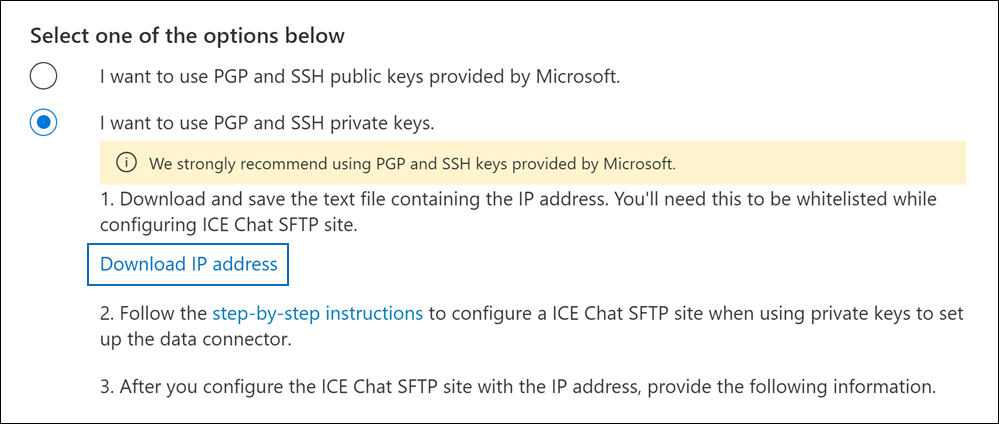 Select one of the options below
I want to use PGP and SSH public keys provided by Microsoft.
I want to use PGP and SSH private keys.
We strongly recommend using PGP and SSH keys provided by Microsoft.
1. Download and save the text file containing the IP address. You'll need this to be whitelisted while
configuring ICE Chat SFTP site.
Download IP address
2. Follow the step-by-step instructions to configure a ICE Chat SFTP site when using private keys to set
up the data connector.
3. After you configure the ICE Chat SFTP site with the IP address, provide the following information.